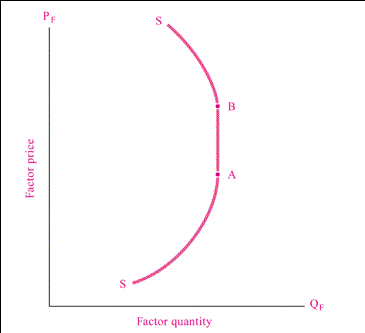 P_F
S
B
Factor price
A
S
Q_F
Factor quantity